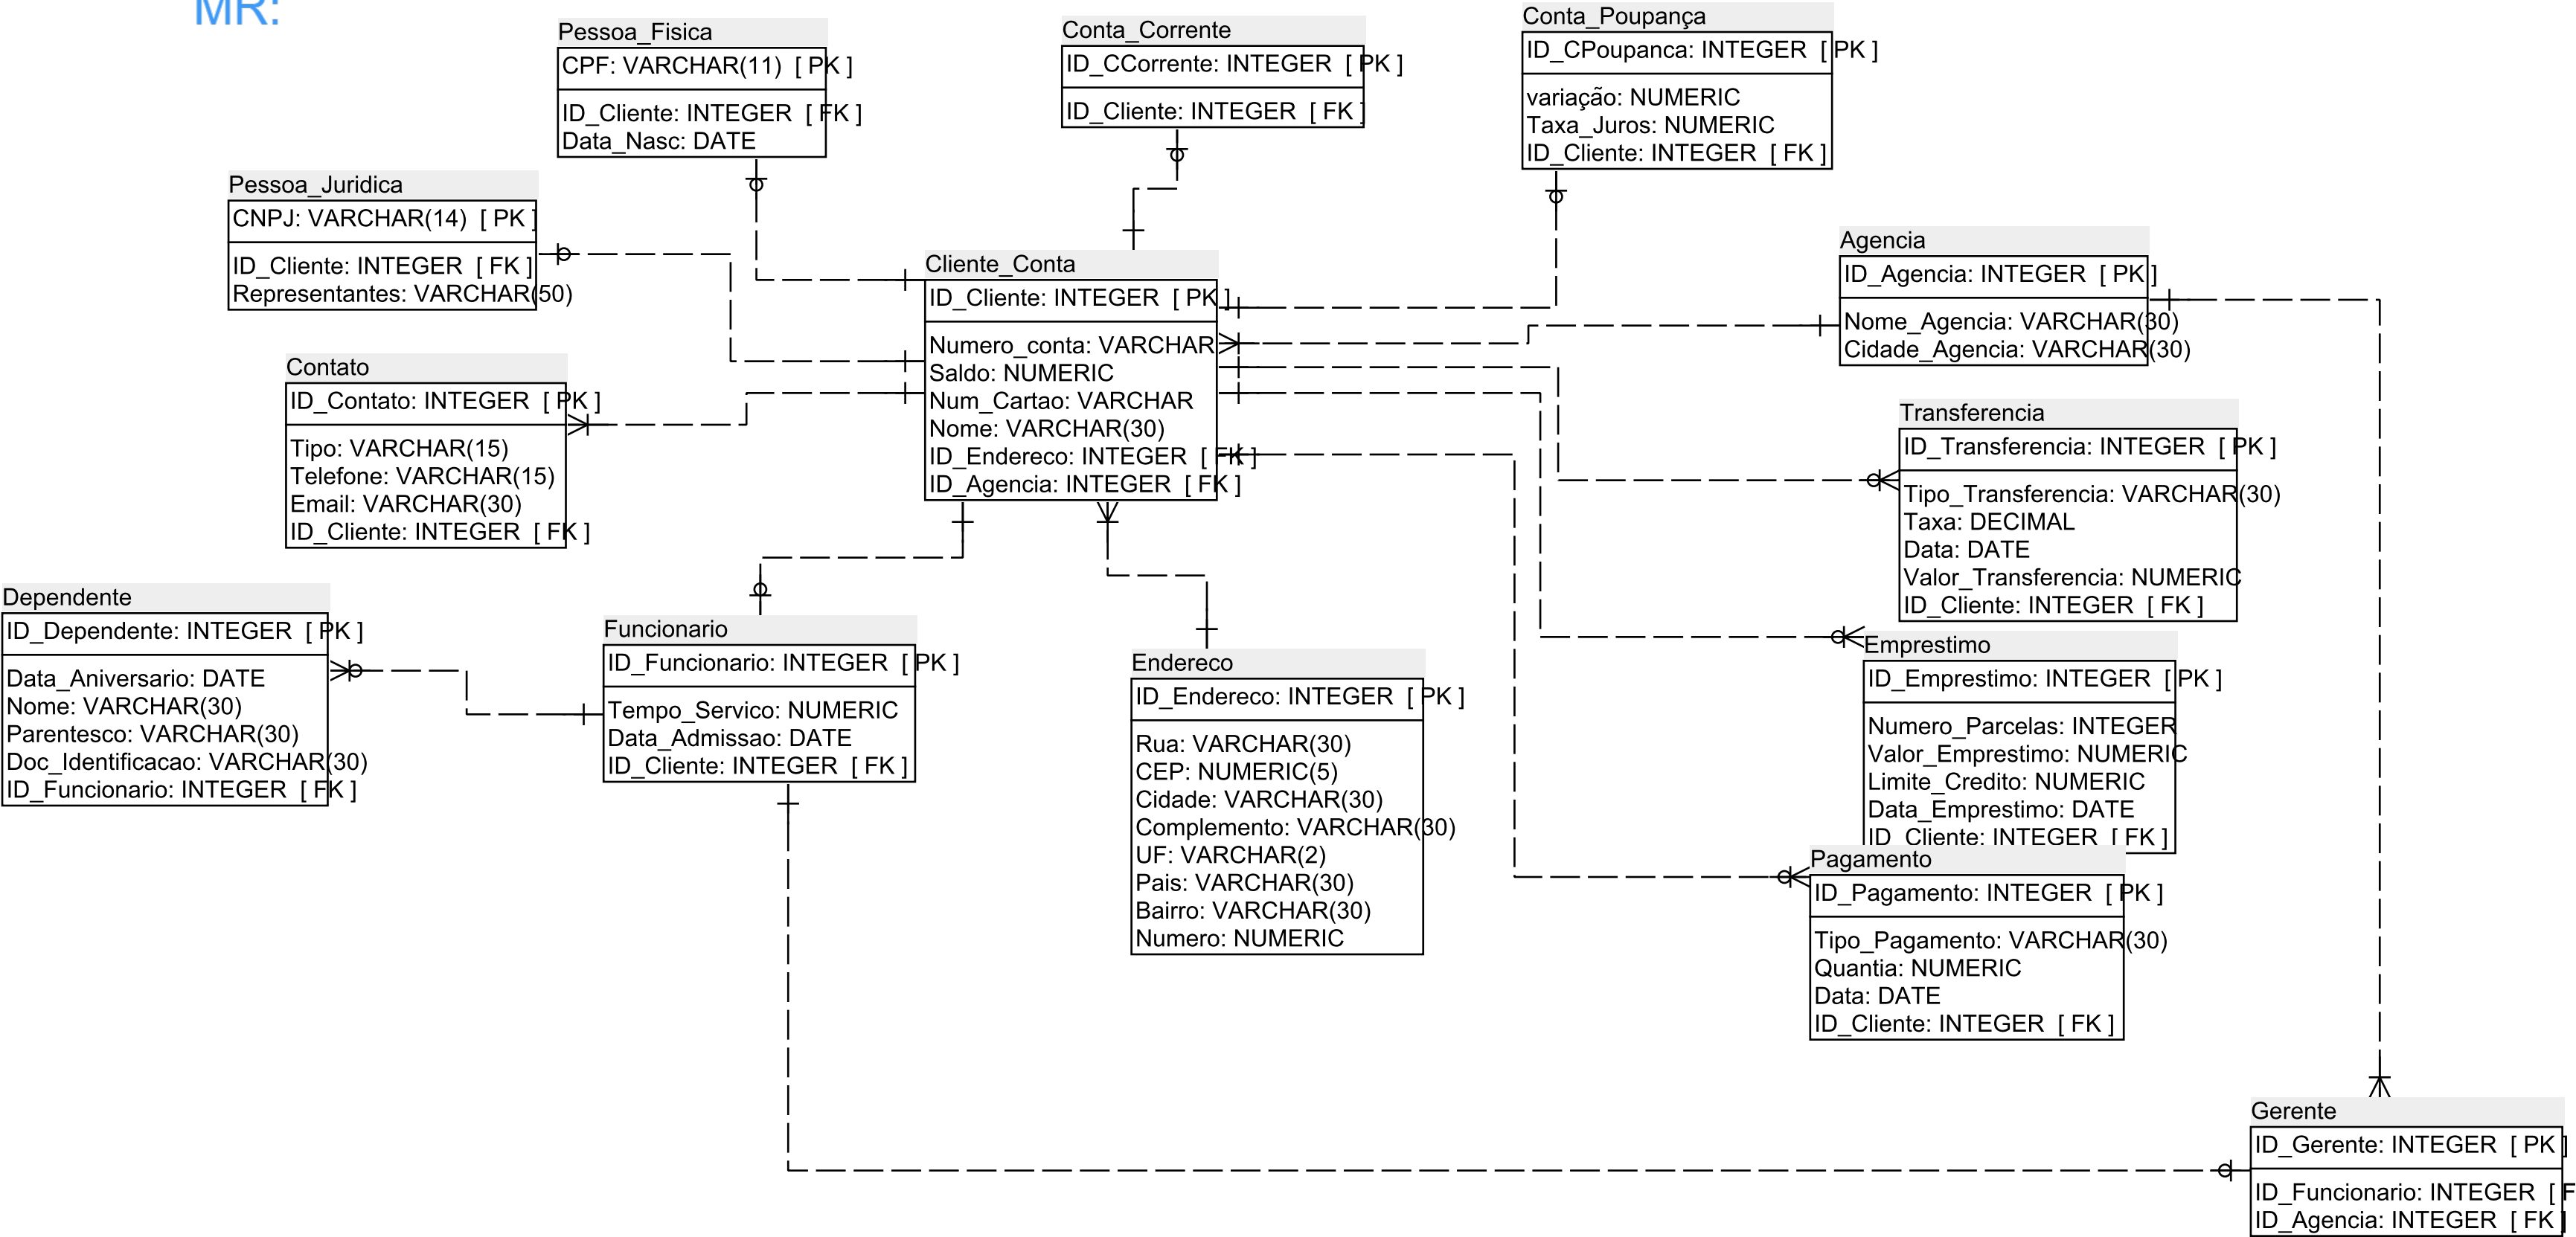 MR:
Pessoa_Fisica
CPF: VARCHAR(11) [ PK ]
ID_Cliente: INTEGER [ FK ]
Data_Nasc: DATE
Conta_Corrente
ID_CCorrente: INTEGER [ PK ]
ID_Cliente: INTEGER [ FK ]
Conta_Poupança
ID_CPoupanca: INTEGER [ PK ]
variação: NUMERIC
Taxa_Juros: NUMERIC
ID_Cliente: INTEGER [ FK ]
Pessoa_Juridica
CNPJ: VARCHAR(14) [ PK ]
ID_Cliente: INTEGER [ FK ]
Representantes: VARCHAR(50)
Cliente_Conta
ID_Cliente: INTEGER [ PK ]
Numero_conta: VARCHAR
Saldo: NUMERIC
Num_Cartao: VARCHAR
Nome: VARCHAR(30)
ID_Endereco: INTEGER [ FK ]
ID_Agencia: INTEGER [ FK ]
Agencia
ID_Agencia: INTEGER [ PK ]
Nome_Agencia: VARCHAR(30)
Cidade_Agencia: VARCHAR(30)
Contato
ID_Contato: INTEGER [ PK ]
Tipo: VARCHAR(15)
Telefone: VARCHAR(15)
Email: VARCHAR(30)
ID_Cliente: INTEGER [ FK ]
Transferencia
ID_Transferencia: INTEGER [ PK ]
Tipo_Transferencia: VARCHAR(30)
Taxa: DECIMAL
Data: DATE
Valor_Transferencia: NUMERIC
ID_Cliente: INTEGER [ FK ]
Dependente
ID_Dependente: INTEGER [ PK ]
Data_Aniversario: DATE
Nome: VARCHAR(30)
Parentesco: VARCHAR(30)
Doc_Identificacao: VARCHAR(30)
ID_Funcionario: INTEGER [ FK ]
Funcionario
ID_Funcionario: INTEGER [ PK ]
Tempo_Servico: NUMERIC
Data_Admissao: DATE
ID_Cliente: INTEGER [ FK ]
Endereco
ID_Endereco: INTEGER [ PK ]
Rua: VARCHAR(30)
CEP: NUMERIC(5)
Cidade: VARCHAR(30)
Complemento: VARCHAR(30)
UF: VARCHAR(2)
Pais: VARCHAR(30)
Bairro: VARCHAR(30)
Numero: NUMERIC
Emprestimo
ID_Emprestimo: INTEGER [ PK ]
Numero_Parcelas: INTEGER
Valor_Emprestimo: NUMERIC
Limite_Credito: NUMERIC
Data_Emprestimo: DATE
ID_Cliente: INTEGER [ FK ]
Pagamento
ID_Pagamento: INTEGER [ PK ]
Tipo_Pagamento: VARCHAR(30)
Quantia: NUMERIC
Data: DATE
ID_Cliente: INTEGER [ FK ]
Gerente
ID_Gerente: INTEGER [ PK ]
ID_Funcionario: INTEGER [ F
ID_Agencia: INTEGER [ FK ]